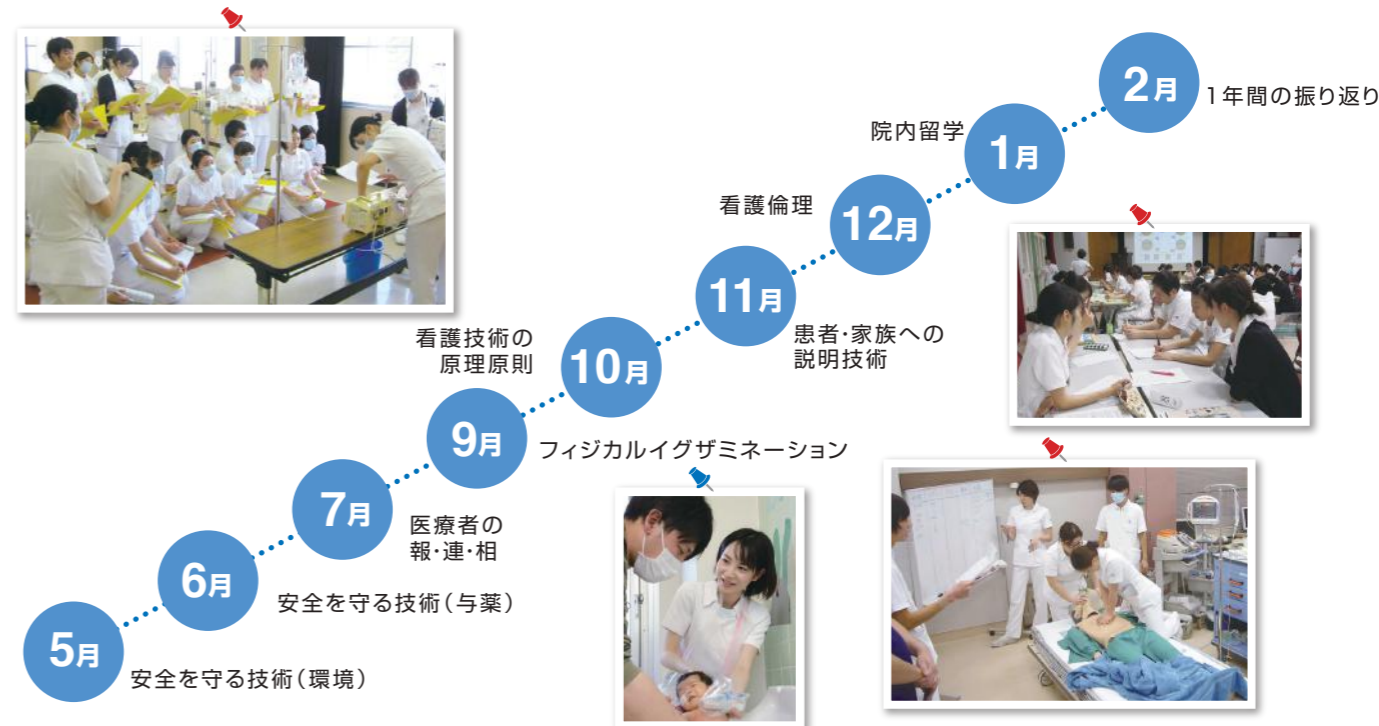 5月
安全を守る技術(環境)
6月
安全を守る技術(与薬)
7月
医療者の
報・連・相
9月
フィジカルイグザミネーション
看護技術の
原理原則
10月
11月
患者・家族への
説明技術
看護倫理
12月
院内留学
1月
2月
1年間の振り返り